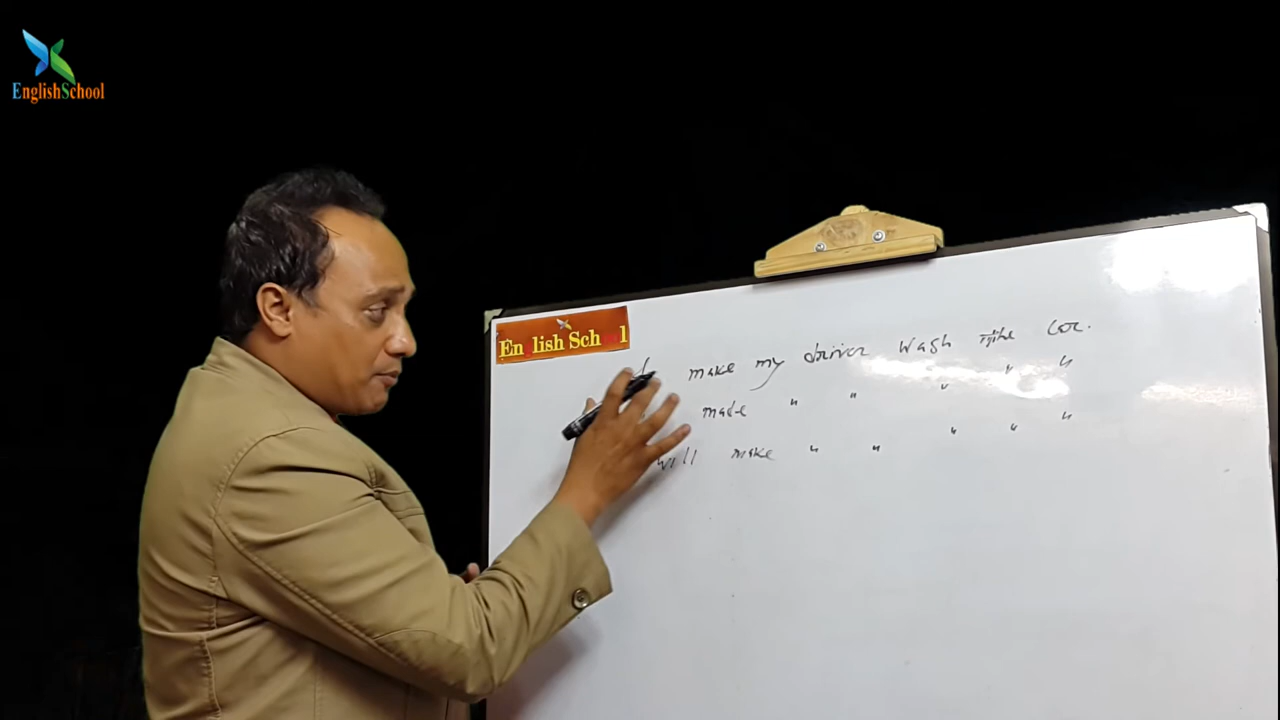 EnglishSchool
En lish Sch l
I make my driver wash the car.
made " " " " "
will make " " " " "